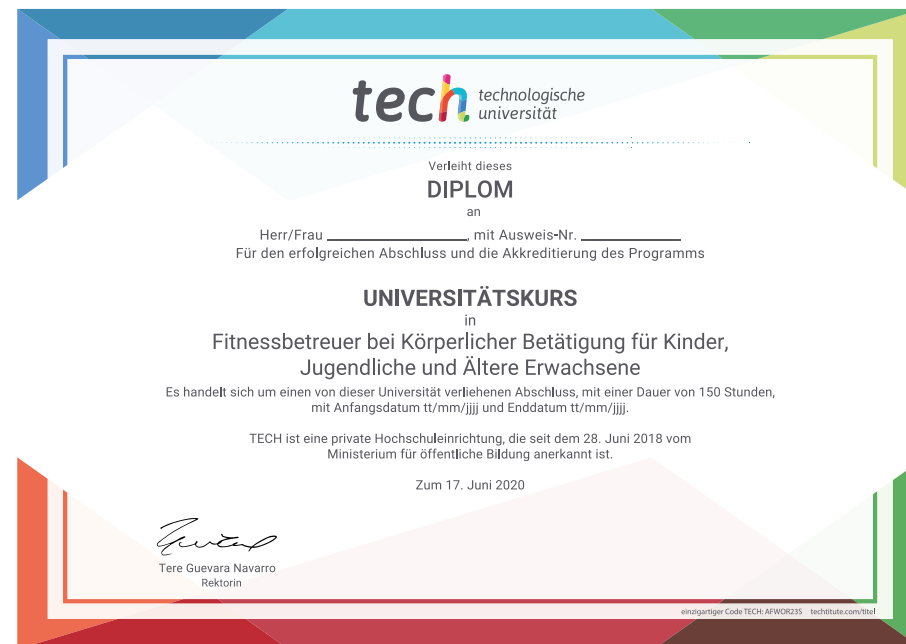 tech technologische
universität
Verleiht dieses
DIPLOM
an
Herr/Frau ____________________, mit Ausweis-Nr. ______________
Für den erfolgreichen Abschluss und die Akkreditierung des Programms
UNIVERSITÄTSKURS
in
Fitnessbetreuer bei Körperlicher Betätigung für Kinder,
Jugendliche und Ältere Erwachsene
Es handelt sich um einen von dieser Universität verliehenen Abschluss, mit einer Dauer von 150 Stunden,
mit Anfangsdatum tt/mm/jjjj und Enddatum tt/mm/jjjj.
TECH ist eine private Hochschuleinrichtung, die seit dem 28. Juni 2018 vom
Ministerium für öffentliche Bildung anerkannt ist.
Zum 17. Juni 2020
Tere Guevara Navarro
Rektorin
einzigartiger Code TECH: AFWOR23S techtitute.com/titel